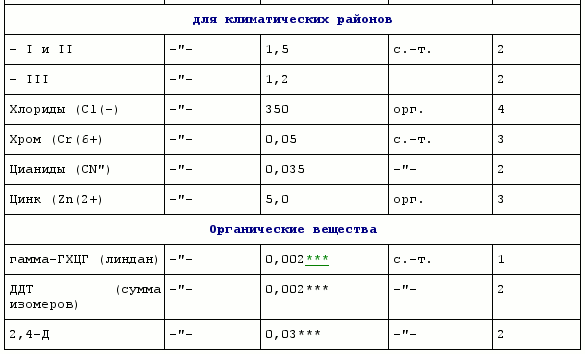 для климатических районов
- I и II -"- 1,5 с.-т. 2
- III -"- 1,2 2
Хлориды (Cl(-) -"- 350 орг. 4
Хром (Cr(6+) -"- 0,05 с.-т. 3
Цианиды (CN") -"- 0,035 -"- 2
Цинк (Zn(2+) -"- 5,0 орг. 3
Органические вещества
гамма-ГХЦГ (линдан) -"- 0,002*** с.-т. 1
ДДТ (сумма -"- 0,002*** -"- 2
изомеров)
2,4-Д -"- 0,03*** -"- 2